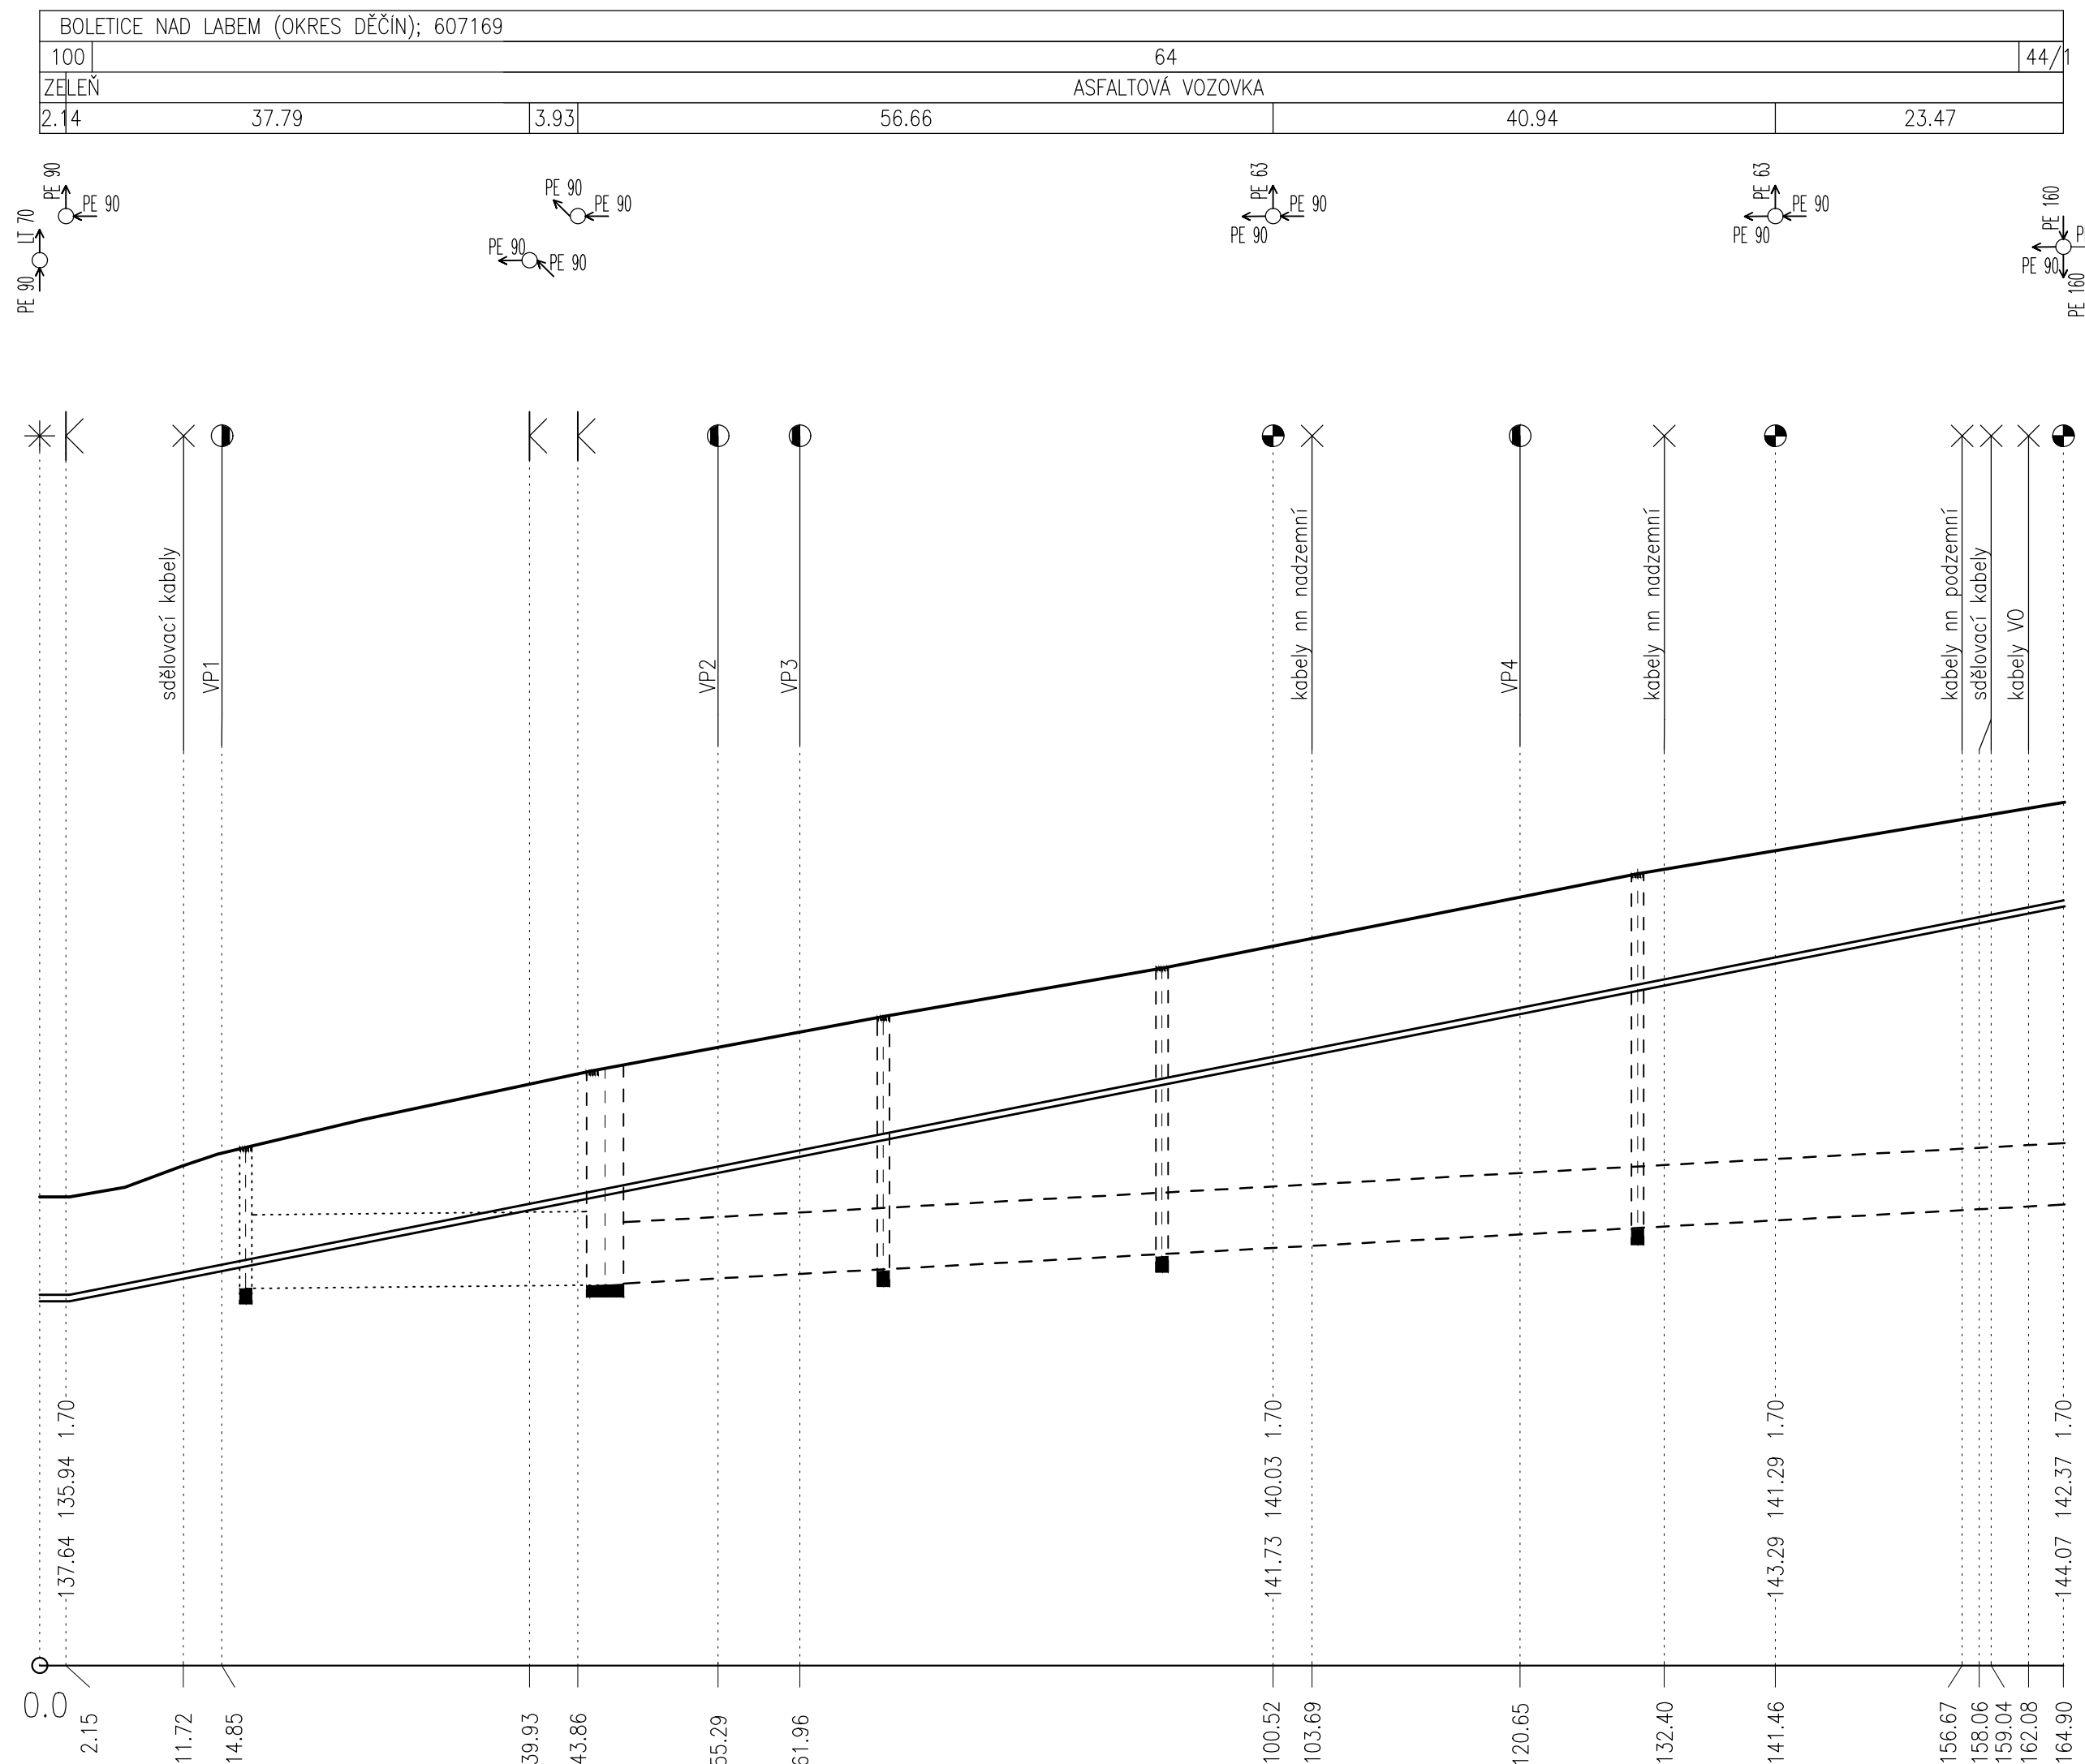 BOLETICE NAD LABEM (OKRES DĚČÍN); 607169
100 64 44/1
ZELEŇ ASFALTOVÁ VOZOVKA
2.14 37.79 3.93 56.66 40.94 23.47
PE 90
LT 70
PE 90
PE 90
PE 90
PE 90
PE 90
PE 90
PE 63
PE 90
PE 90
PE 63
PE 90
PE 90
PE 160
P
PE 90
PE 160
sdělovací kabely
VP1
VP2
VP3
kabely nn nadzemní
VP4
kabely nn nadzemní
kabely nn podzemní
sdělovací kabely
kabely VO
137.64 135.94 1.70
141.73 140.03 1.70
143.29 141.29 1.70
144.07 142.37 1.70
0.0
2.15
11.72
14.85
39.93
43.86
55.29
61.96
100.52
103.69
120.65
132.40
141.46
156.67
158.06
159.04
162.08
164.90